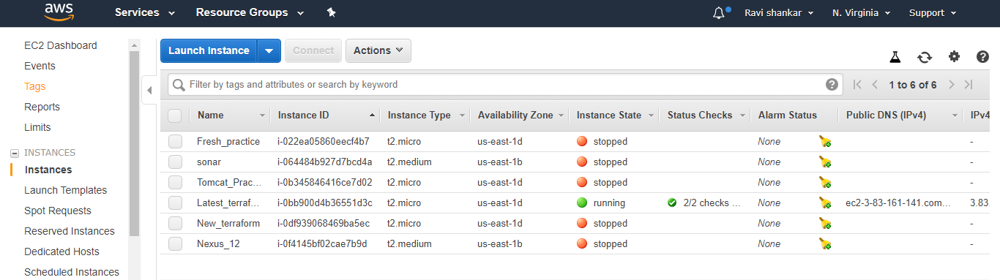 aws Services Resource Groups Ravi shankar N. Virginia Support
EC2 Dashboard
Events
Tags
Reports
Limits
INSTANCES
Instances
Launch Templates
Spot Requests
Reserved Instances
Dedicated Hosts
Scheduled Instances
Launch Instance Connect Actions
Filter by tags and attributes or search by keyword 1 to 6 of 6
Name Instance ID Instance Type Availability Zone Instance State Status Checks Alarm Status Public DNS (IPv4) IPv4
Fresh_practice i-022ea05860eecf4b7 t2.micro us-east-1d stopped None -
sonar i-064484b927d7bcd4a t2.medium us-east-1b stopped None -
Tomcat_Prac... i-0b345846416ce7d02 t2.micro us-east-1d stopped None -
Latest_terraf... i-0bb900d4b36551d3c t2.micro us-east-1d running 2/2 checks ... None ec2-3-83-161-141.com... 3.83.
New_terraform i-0df939068469ba5ec t2.micro us-east-1d stopped None -
Nexus_12 i-0f4145bf02cae7b9d t2.medium us-east-1b stopped None -